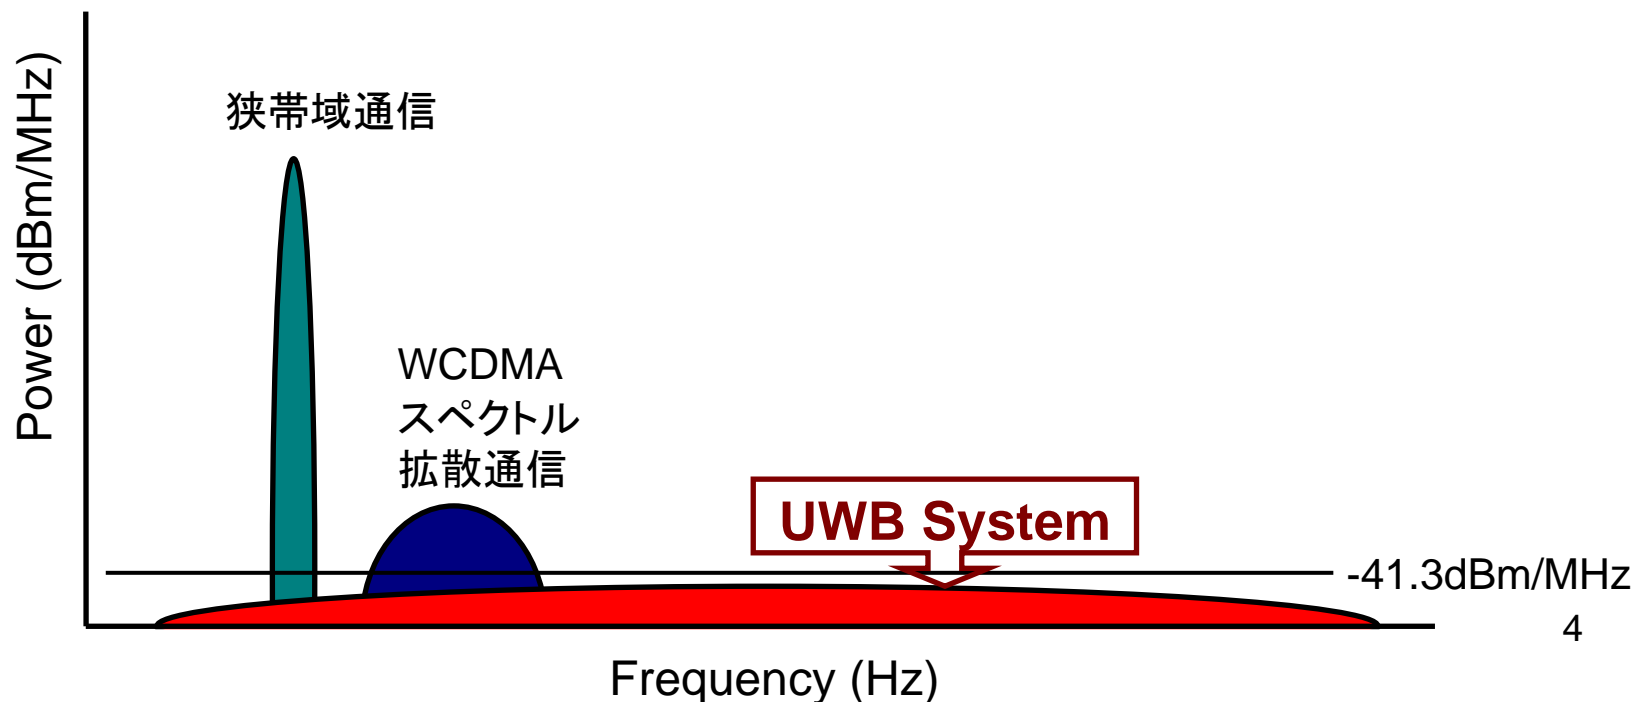 Power (dBm/MHz)
狭帯域通信
WCDMA
スペクトル
拡散通信
UWB System
-41.3dBm/MHz
4
Frequency (Hz)